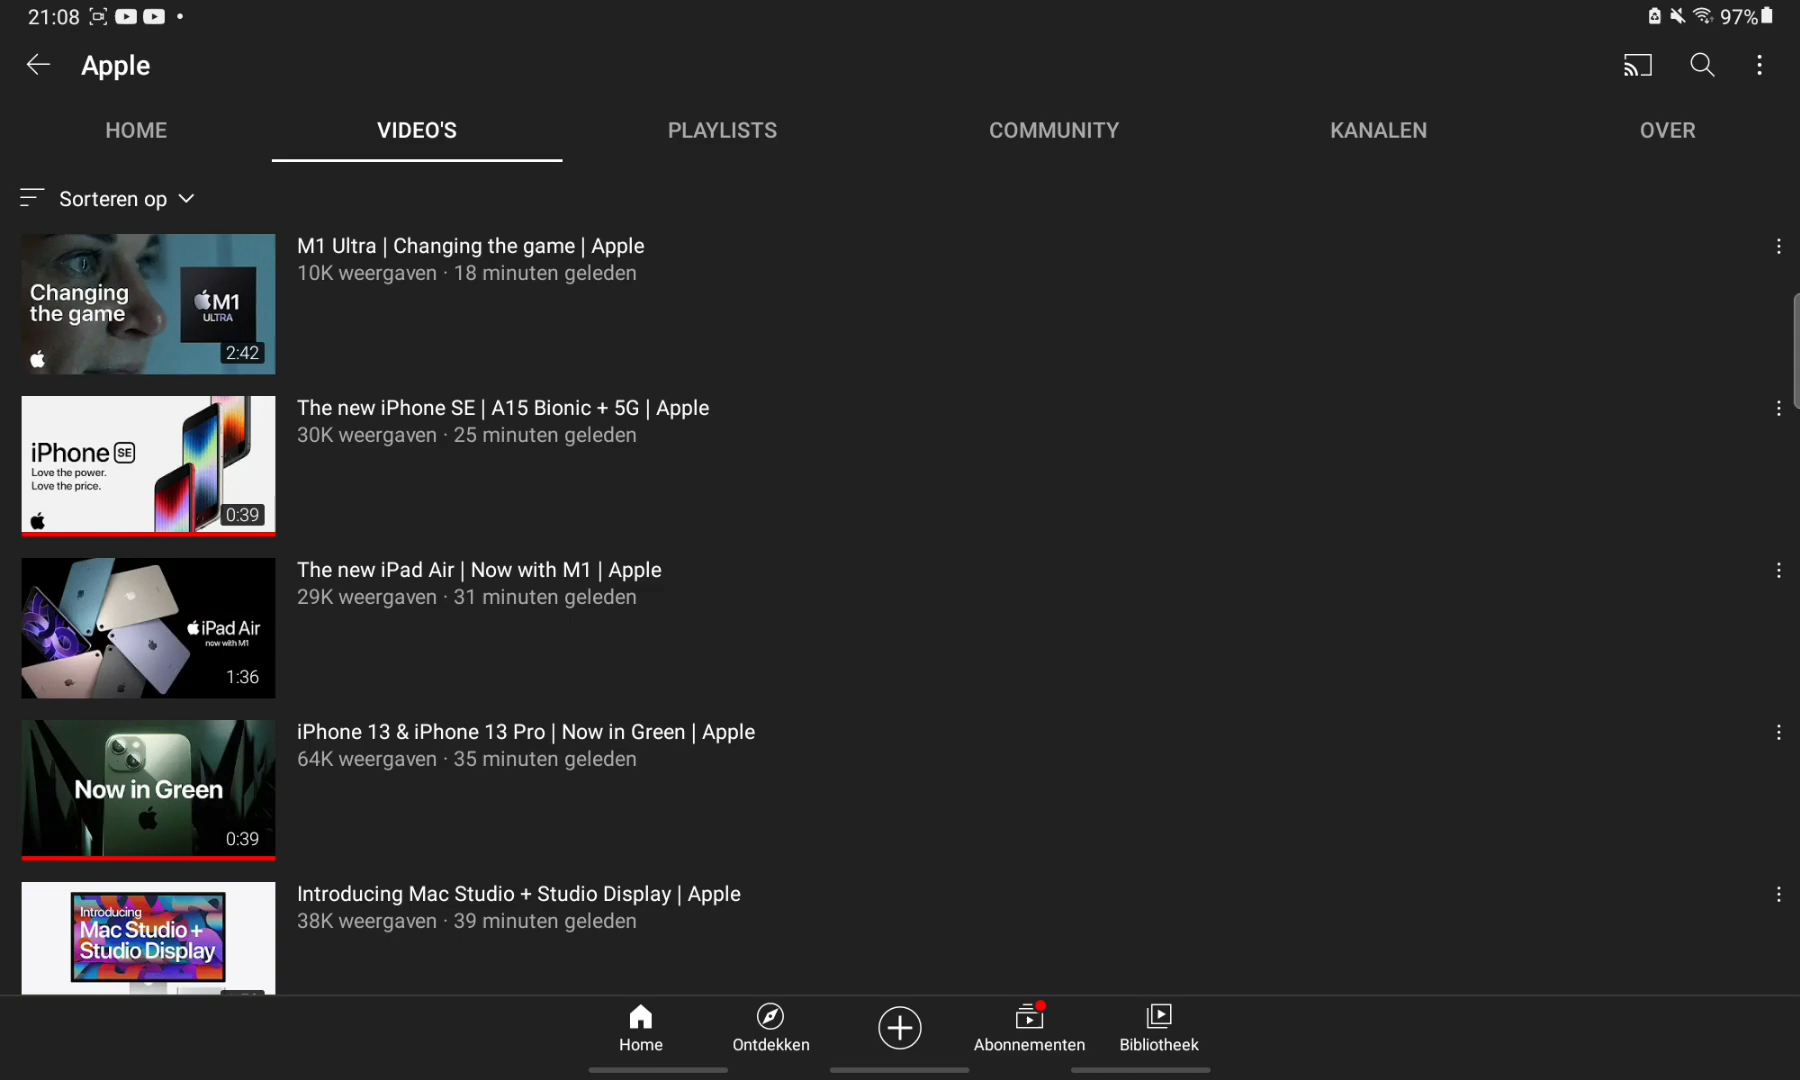 21:08
97%
Apple
HOME
VIDEO'S
PLAYLISTS
COMMUNITY
KANALEN
OVER
Sorteren op
Changing
the game
M1
ULTRA
2:42
M1 Ultra | Changing the game | Apple
10K weergaven · 18 minuten geleden
iPhone SE
Love the power.
Love the price.
0:39
The new iPhone SE | A15 Bionic + 5G | Apple
30K weergaven · 25 minuten geleden
iPad Air
now with M1
1:36
The new iPad Air | Now with M1 | Apple
29K weergaven · 31 minuten geleden
Now in Green
0:39
iPhone 13 & iPhone 13 Pro | Now in Green | Apple
64K weergaven · 35 minuten geleden
Introducing
Mac Studio +
Studio Display
Introducing Mac Studio + Studio Display | Apple
38K weergaven · 39 minuten geleden
Home
Ontdekken
Abonnementen
Bibliotheek